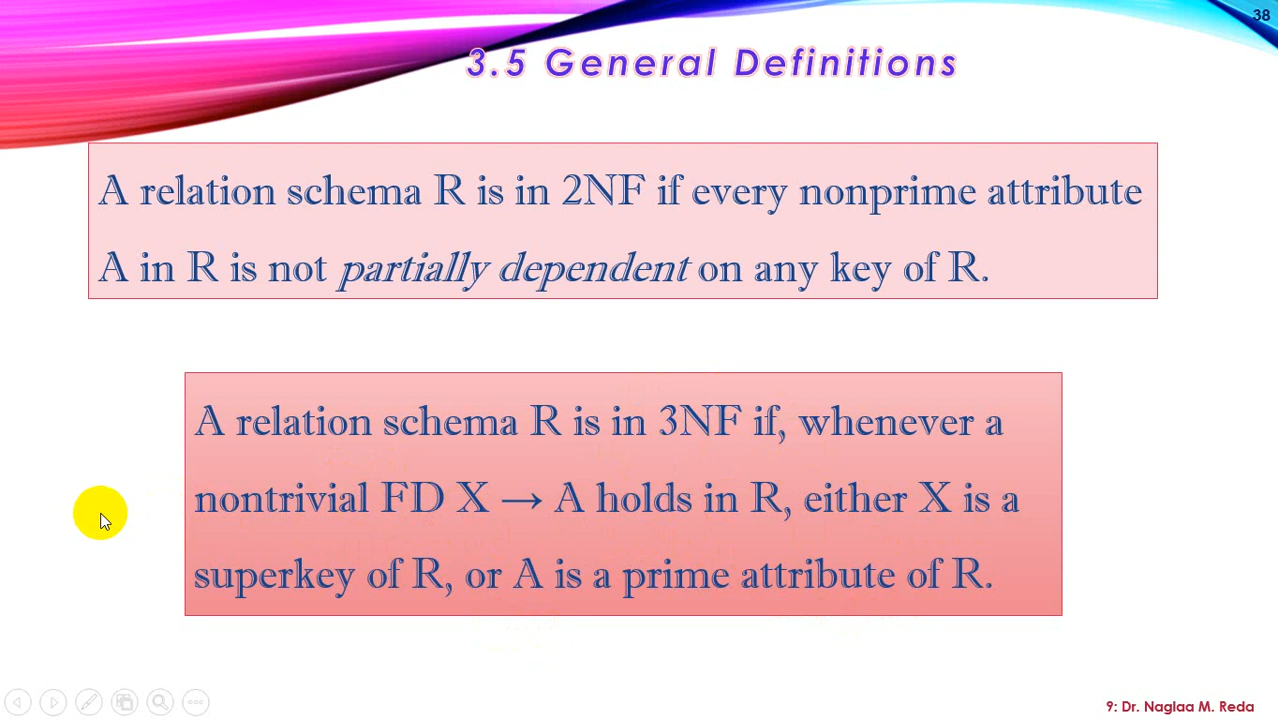 38
3.5 General Definitions
A relation schema R is in 2NF if every nonprime attribute
A in R is not partially dependent on any key of R.
A relation schema R is in 3NF if, whenever a
nontrivial FD X → A holds in R, either X is a
superkey of R, or A is a prime attribute of R.
9: Dr. Naglaa M. Reda